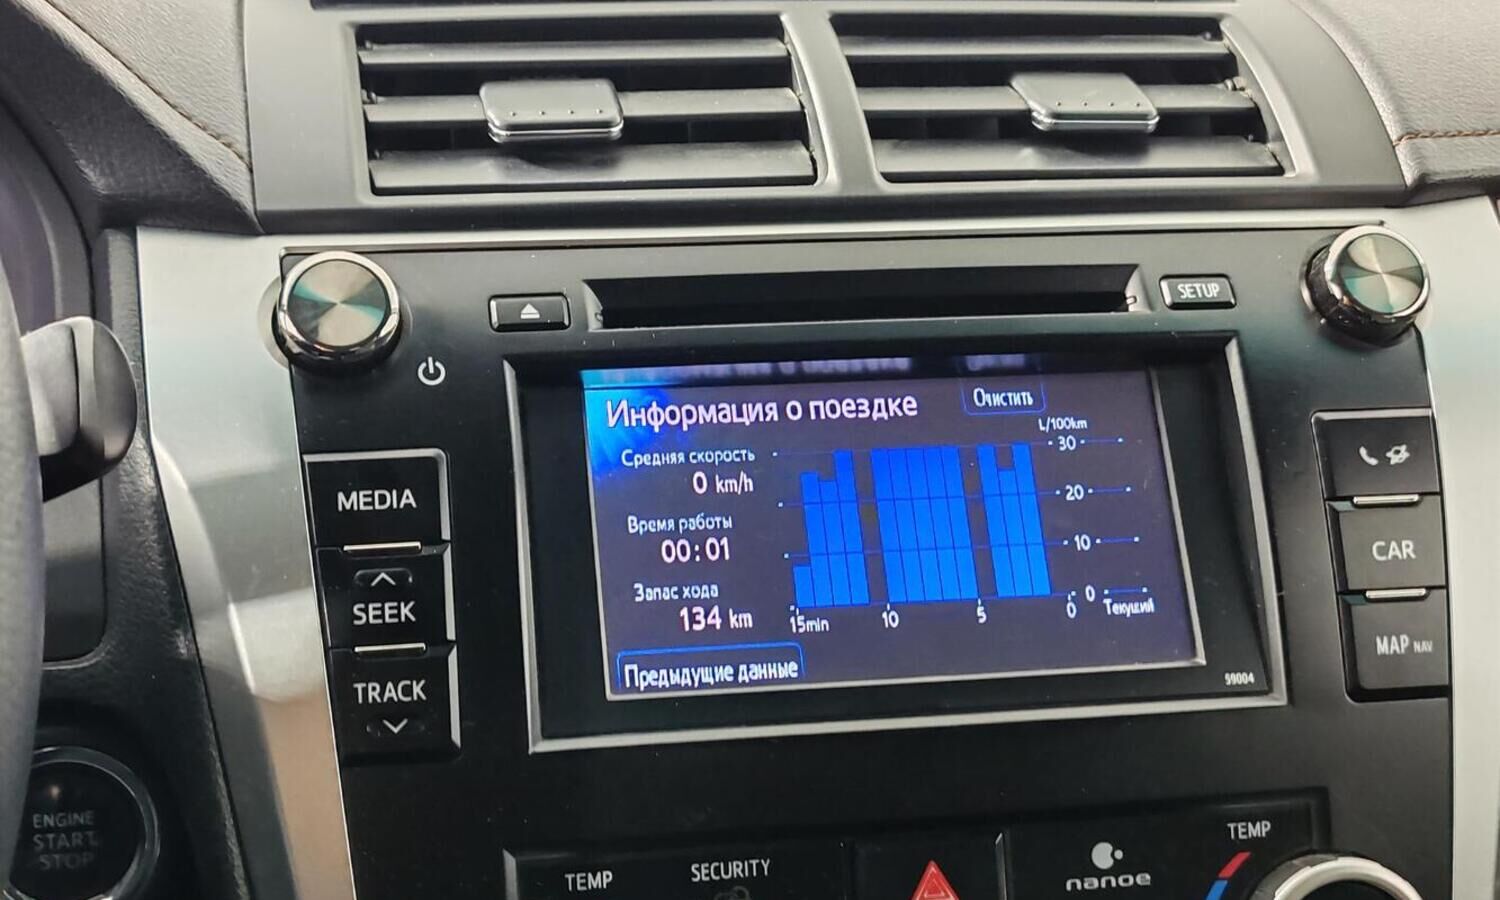 SETUP
Информация о поездке
Очистить
L/100km
Средняя скорость
0 km/h
30
Время работы
00:01
20
Запас хода
134 km
10
0
15min
10
5
0
Текущий
Предыдущие данные
59004
MEDIA
SEEK
TRACK
CAR
MAP NAV
ENGINE
START
STOP
TEMP
SECURITY
nanoe
TEMP